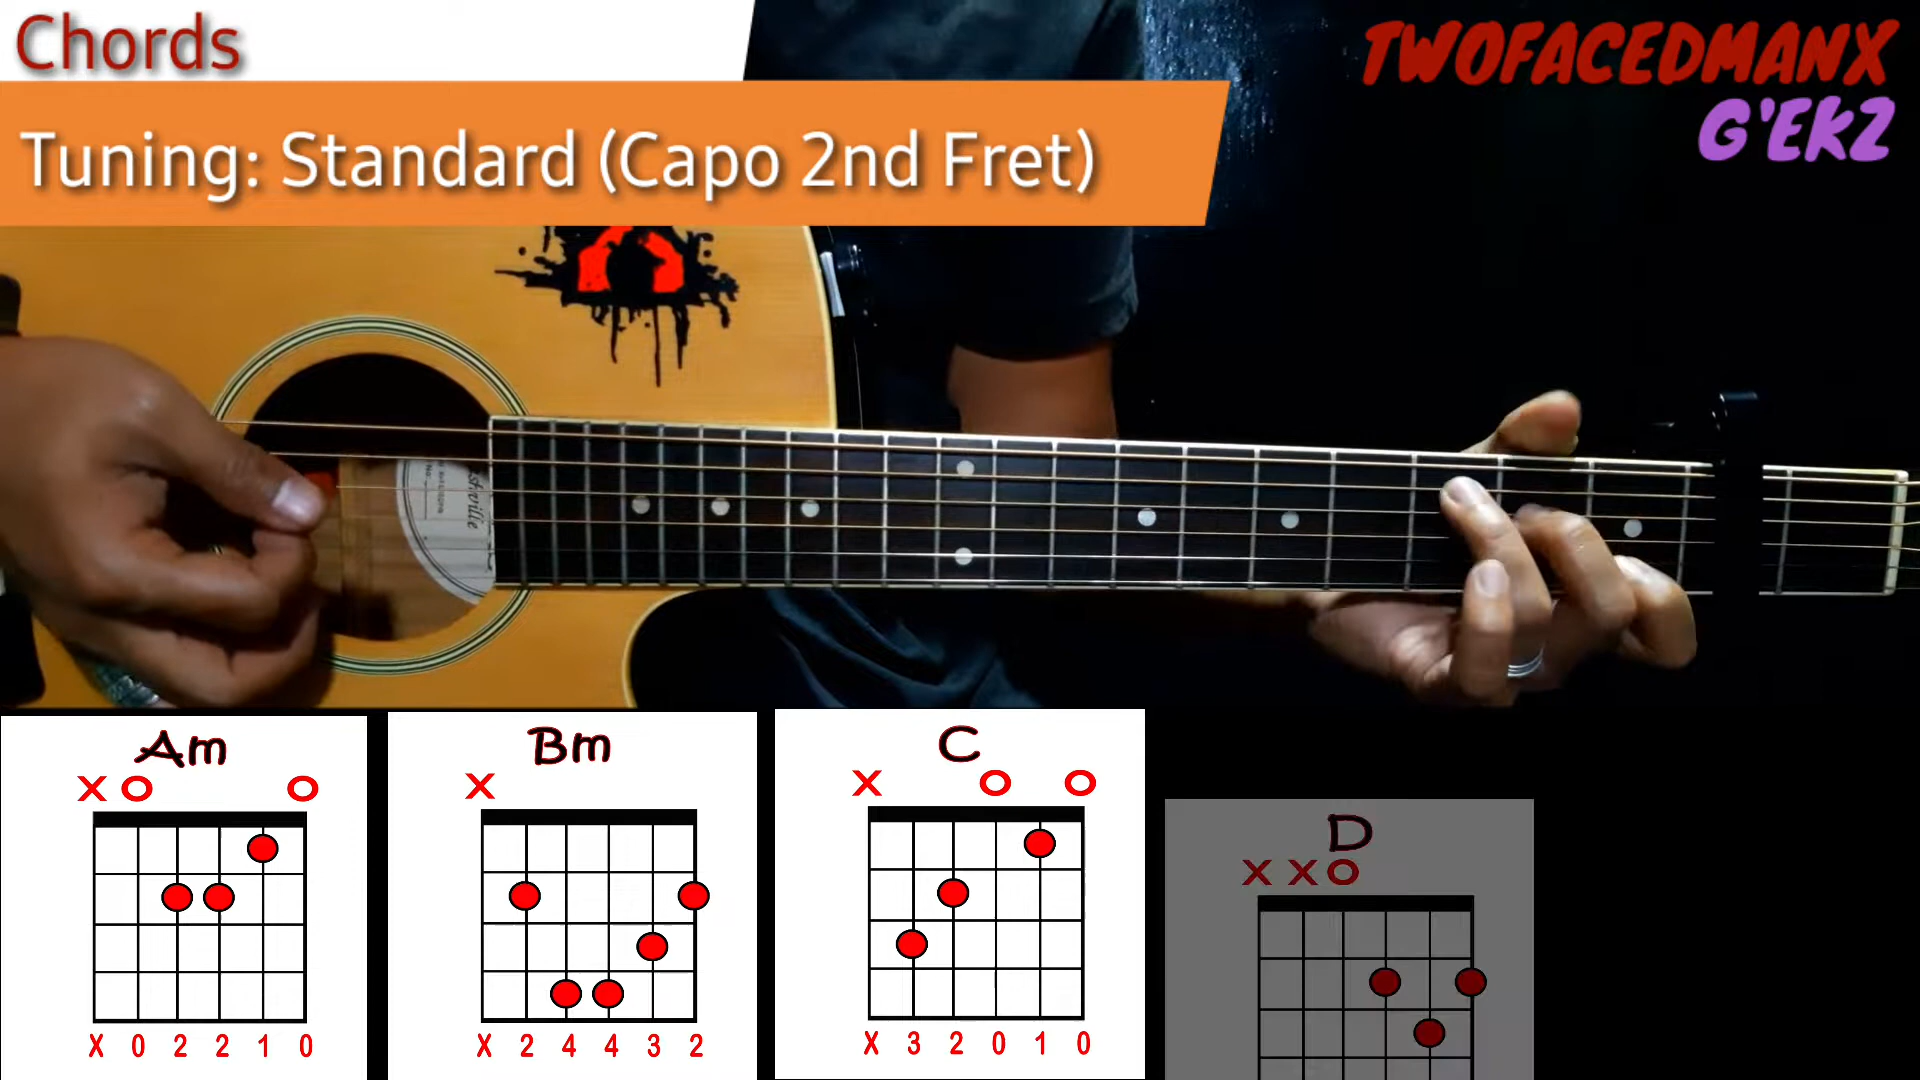 Chords
Tuning: Standard (Capo 2nd Fret)
TWOFACEDMANX
G'EKZ
Am
X O O
X 0 2 2 1 0
Bm
X
X 2 4 4 3 2
C
X O O
X 3 2 0 1 0
D
X X O